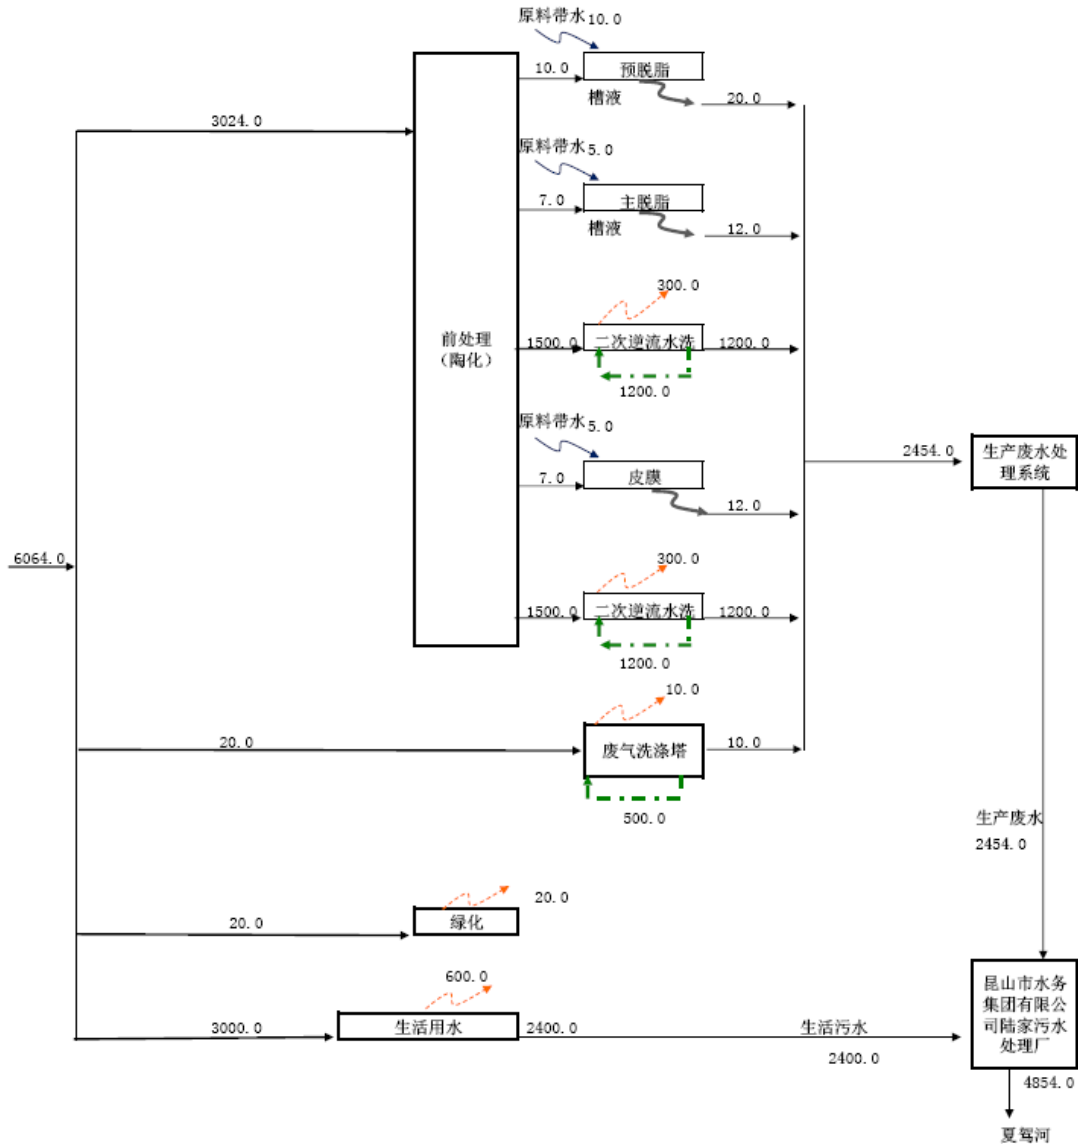 原料带水10.0
10.0
预脱脂
槽液
20.0
3024.0
原料带水5.0
7.0
主脱脂
槽液
12.0
300.0
前处理
（陶化）
1500.0
二次逆流水洗
1200.0
1200.0
原料带水5.0
7.0
皮膜
12.0
2454.0
生产废水处
理系统
6064.0
300.0
1500.0
二次逆流水洗
1200.0
1200.0
10.0
20.0
废气洗涤塔
10.0
500.0
生产废水
2454.0
20.0
20.0
绿化
600.0
3000.0
生活用水
2400.0
生活污水
2400.0
昆山市水务
集团有限公
司陆家污水
处理厂
4854.0
夏驾河